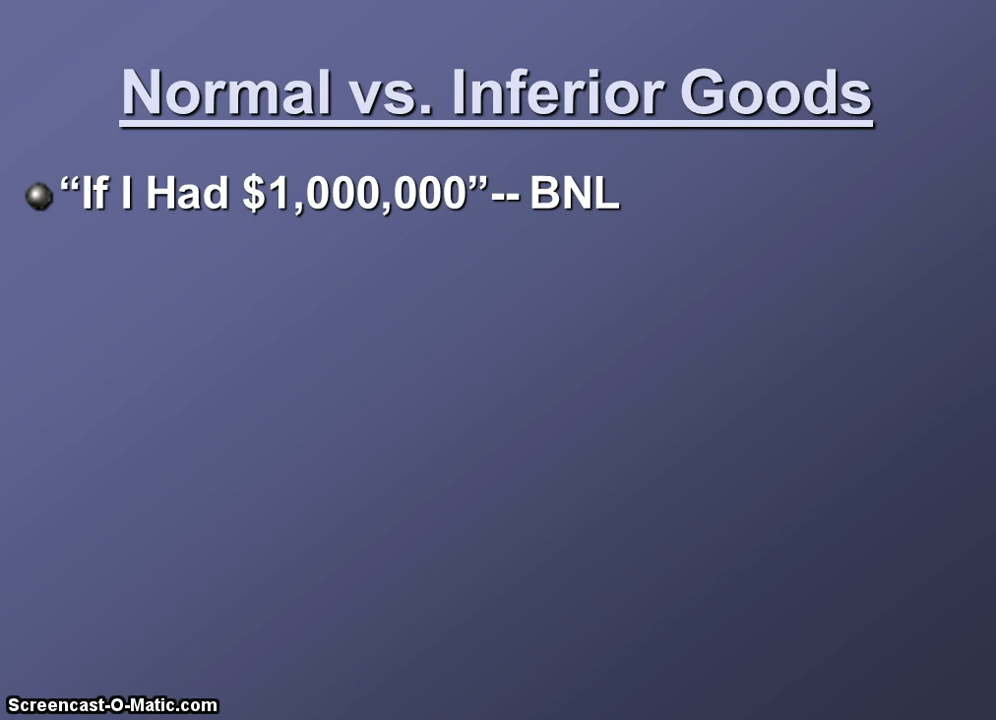 Normal vs. Inferior Goods
“If I Had $1,000,000”-- BNL
Screencast-O-Matic.com